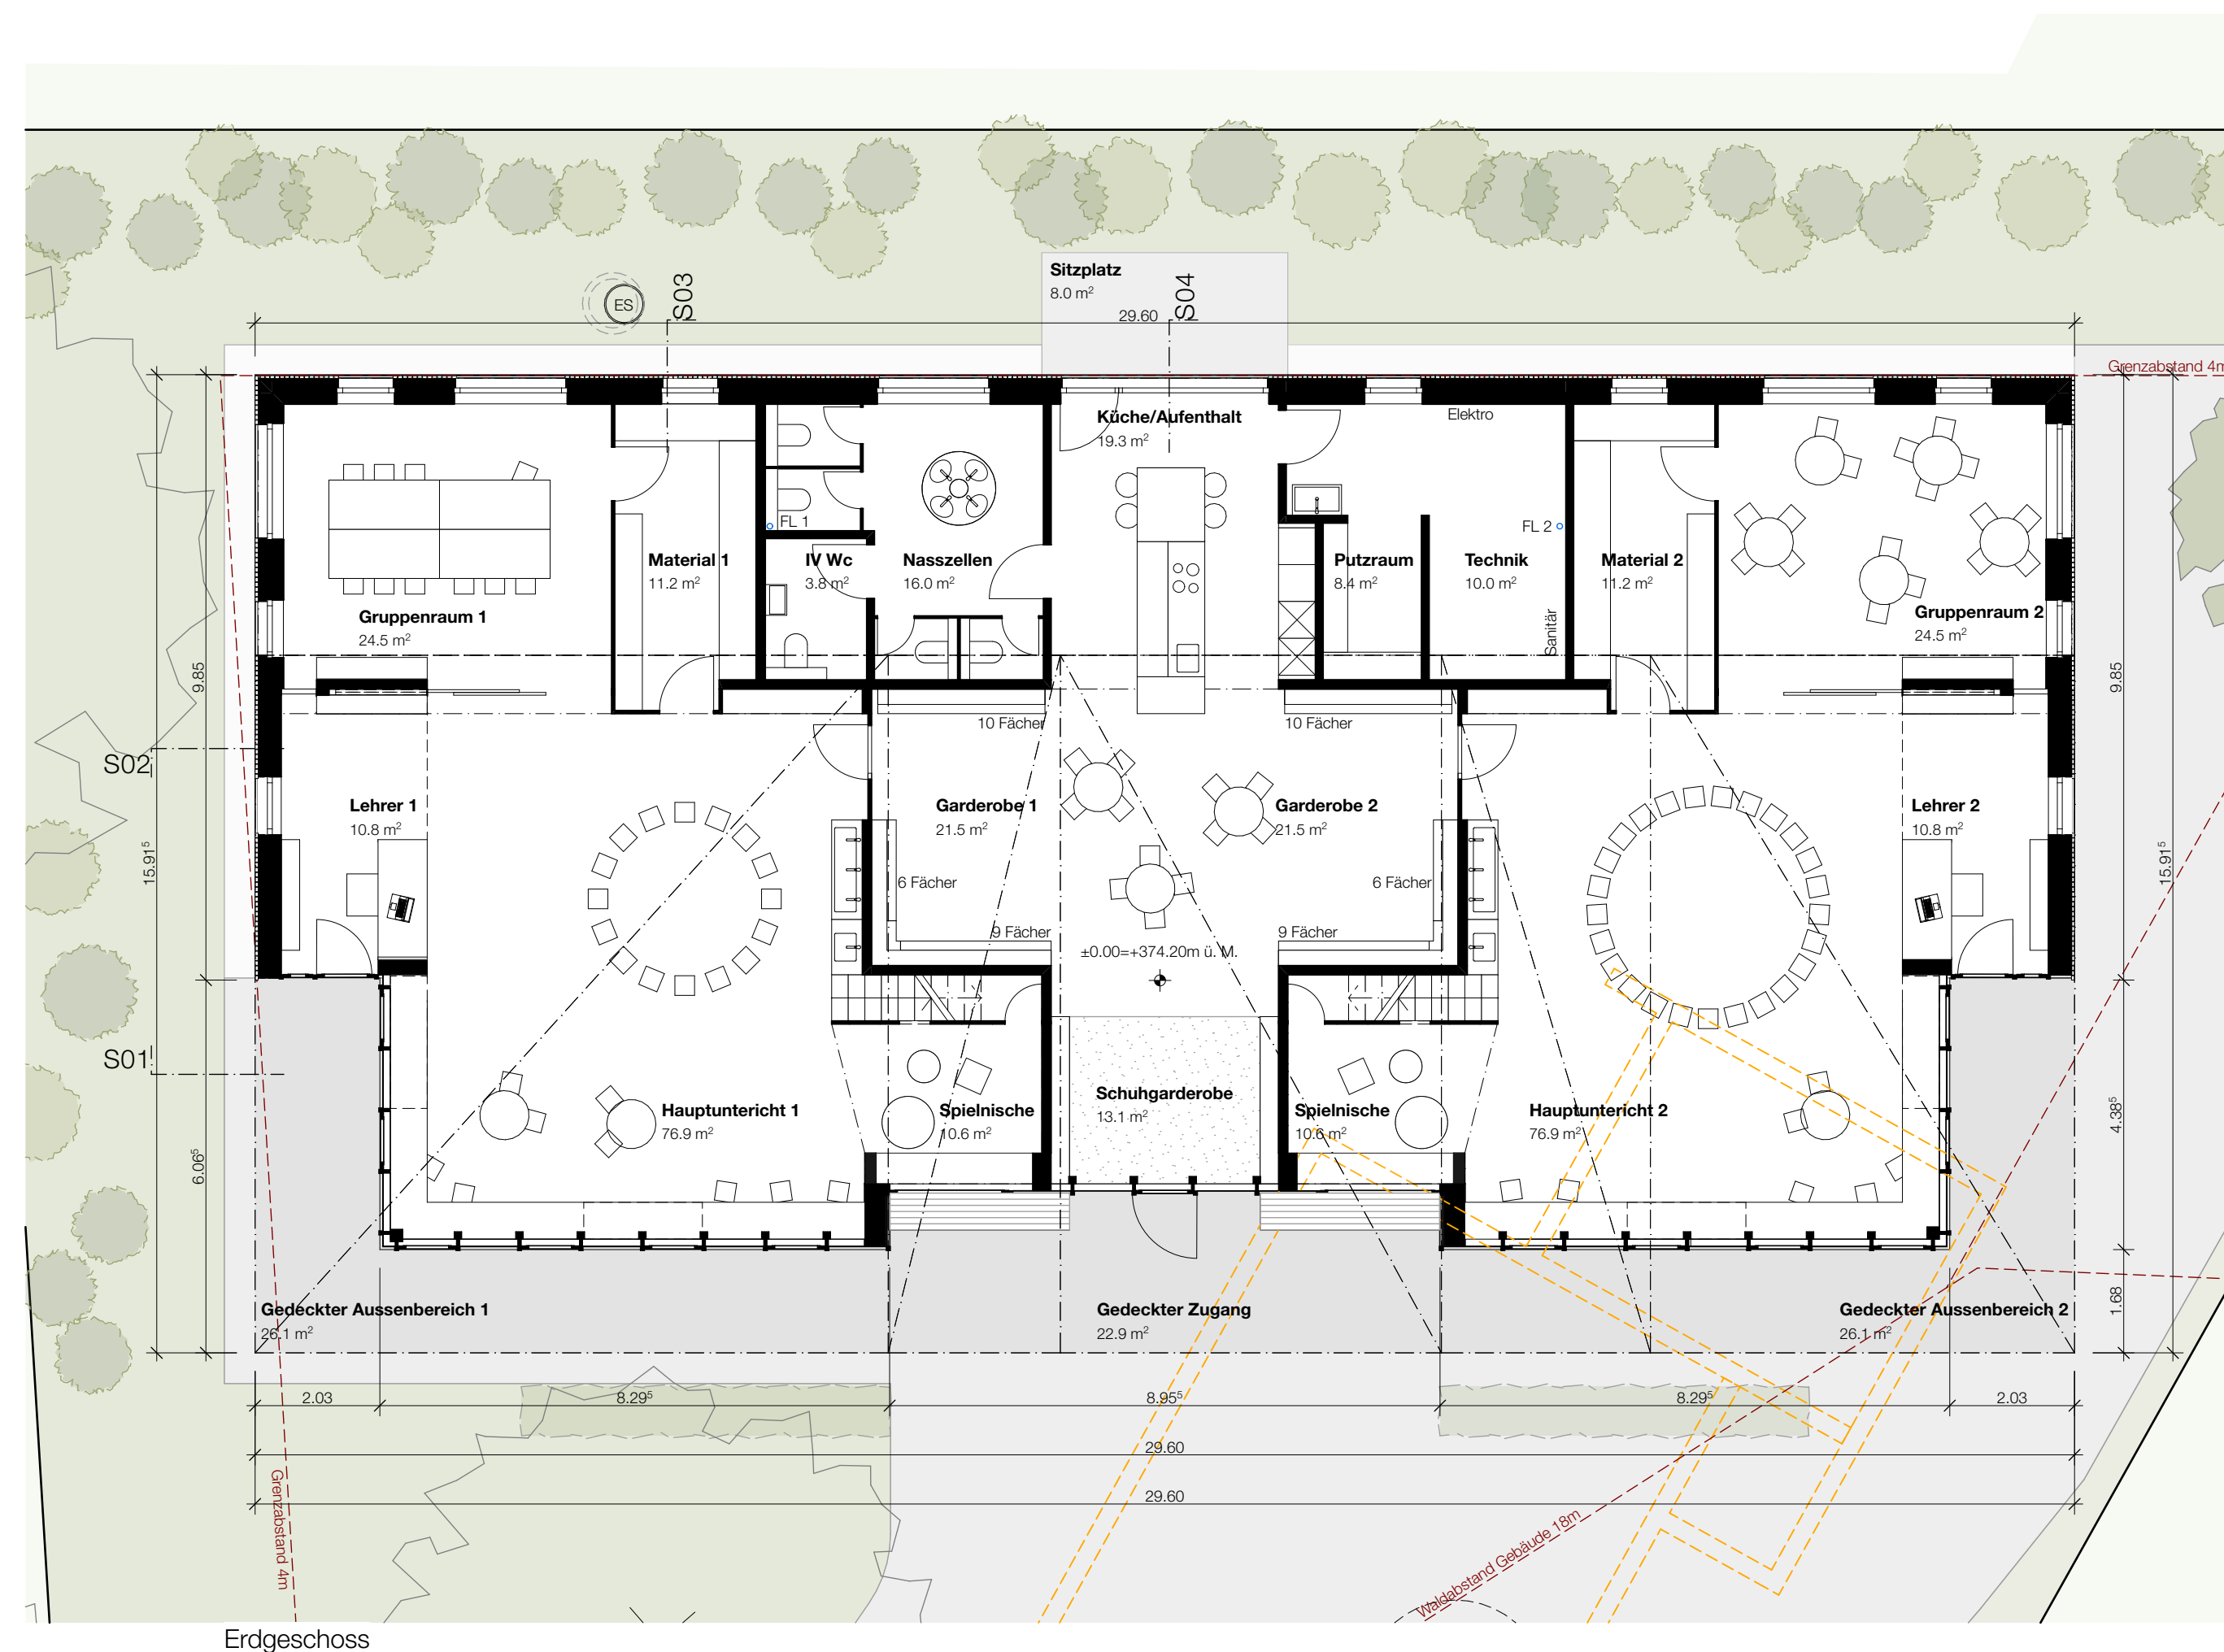 Sitzplatz
8.0 m²
S03
S04
ES
29.60
Grenzabstand 4m
Küche/Aufenthalt
19.3 m²
Elektro
FL 1
FL 2
Material 1
11.2 m²
IV Wc
3.8 m²
Nasszellen
16.0 m²
Putzraum
8.4 m²
Technik
10.0 m²
Sanitär
Material 2
11.2 m²
Gruppenraum 1
24.5 m²
Gruppenraum 2
24.5 m²
9.85
9.85
10 Fächer
10 Fächer
S02
Lehrer 1
10.8 m²
Garderobe 1
21.5 m²
Garderobe 2
21.5 m²
Lehrer 2
10.8 m²
15.91⁵
15.91⁵
6 Fächer
6 Fächer
9 Fächer
9 Fächer
±0.00=+374.20m ü. M.
S01
Schuhgarderobe
13.1 m²
Hauptuntericht 1
76.9 m²
Spielnische
10.6 m²
Spielnische
10.6 m²
Hauptuntericht 2
76.9 m²
4.38⁵
6.06⁵
1.68
Gedeckter Aussenbereich 1
26.1 m²
Gedeckter Zugang
22.9 m²
Gedeckter Aussenbereich 2
26.1 m²
2.03
8.29⁵
8.95⁵
8.29⁵
2.03
29.60
29.60
Grenzabstand 4m
Waldabstand Gebäude 18m
Erdgeschoss